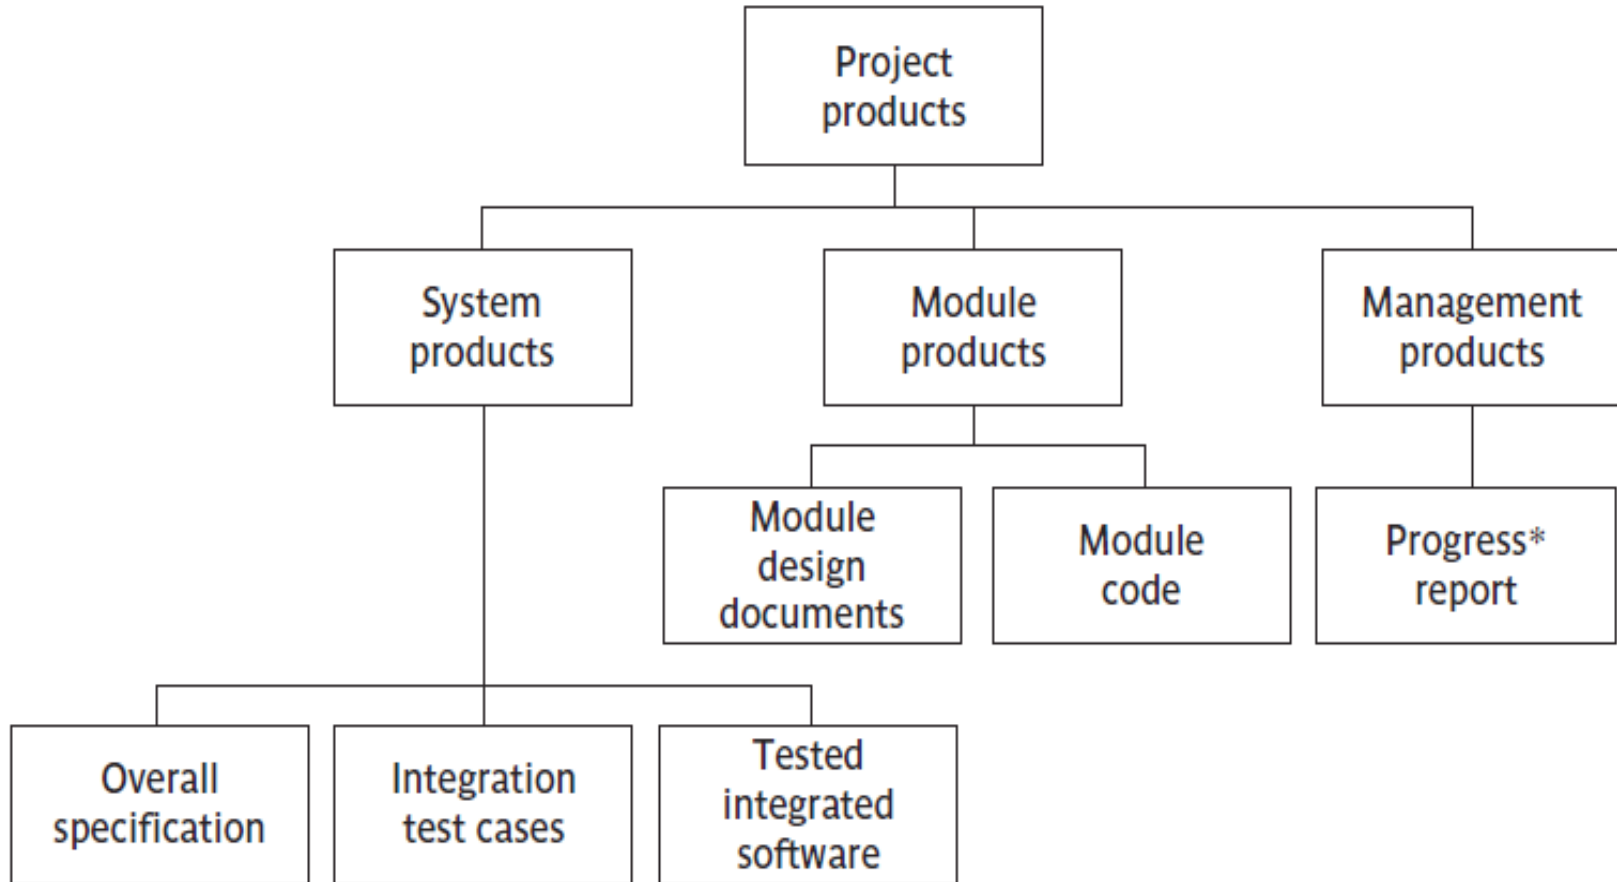 Project
products
System
products
Module
products
Management
products
Module
design
documents
Module
code
Progress*
report
Overall
specification
Integration
test cases
Tested
integrated
software